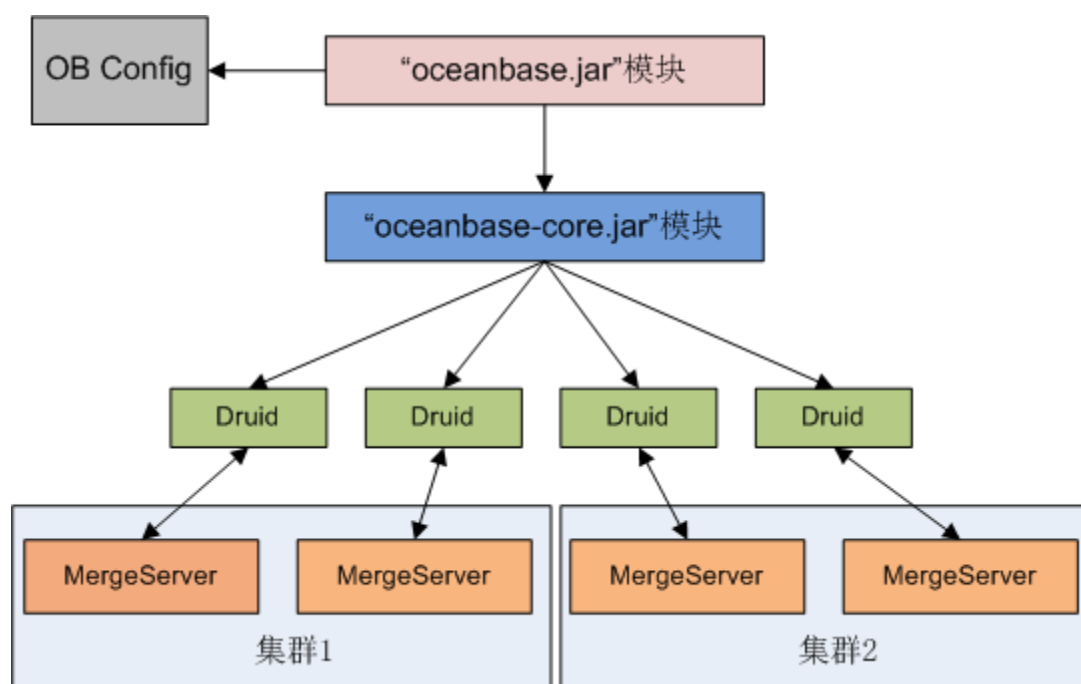 OB Config
“oceanbase.jar”模块
“oceanbase-core.jar”模块
Druid
Druid
Druid
Druid
MergeServer
MergeServer
MergeServer
MergeServer
集群1
集群2